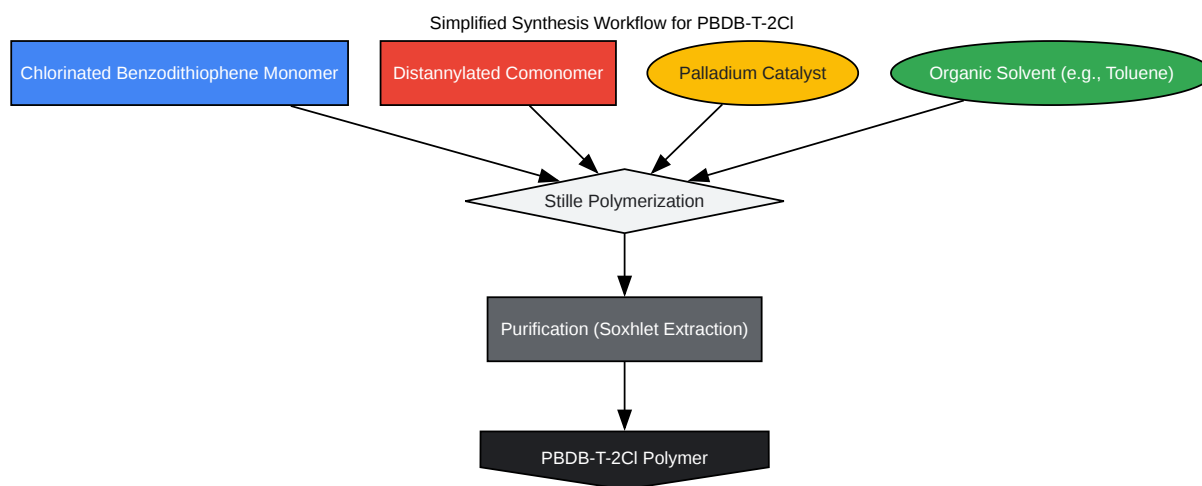 Simplified Synthesis Workflow for PBDB-T-2Cl
Chlorinated Benzodithiophene Monomer
Distannylated Comonomer
Palladium Catalyst
Organic Solvent (e.g., Toluene)
Stille Polymerization
Purification (Soxhlet Extraction)
PBDB-T-2Cl Polymer